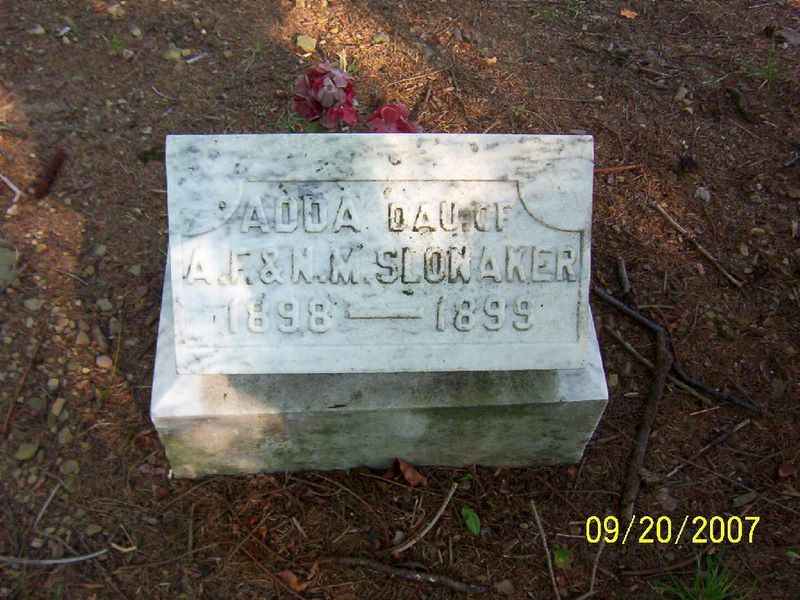 ADDA DAU. OF
A. F. & N. M. SLONAKER
1898 — 1899
09/20/2007